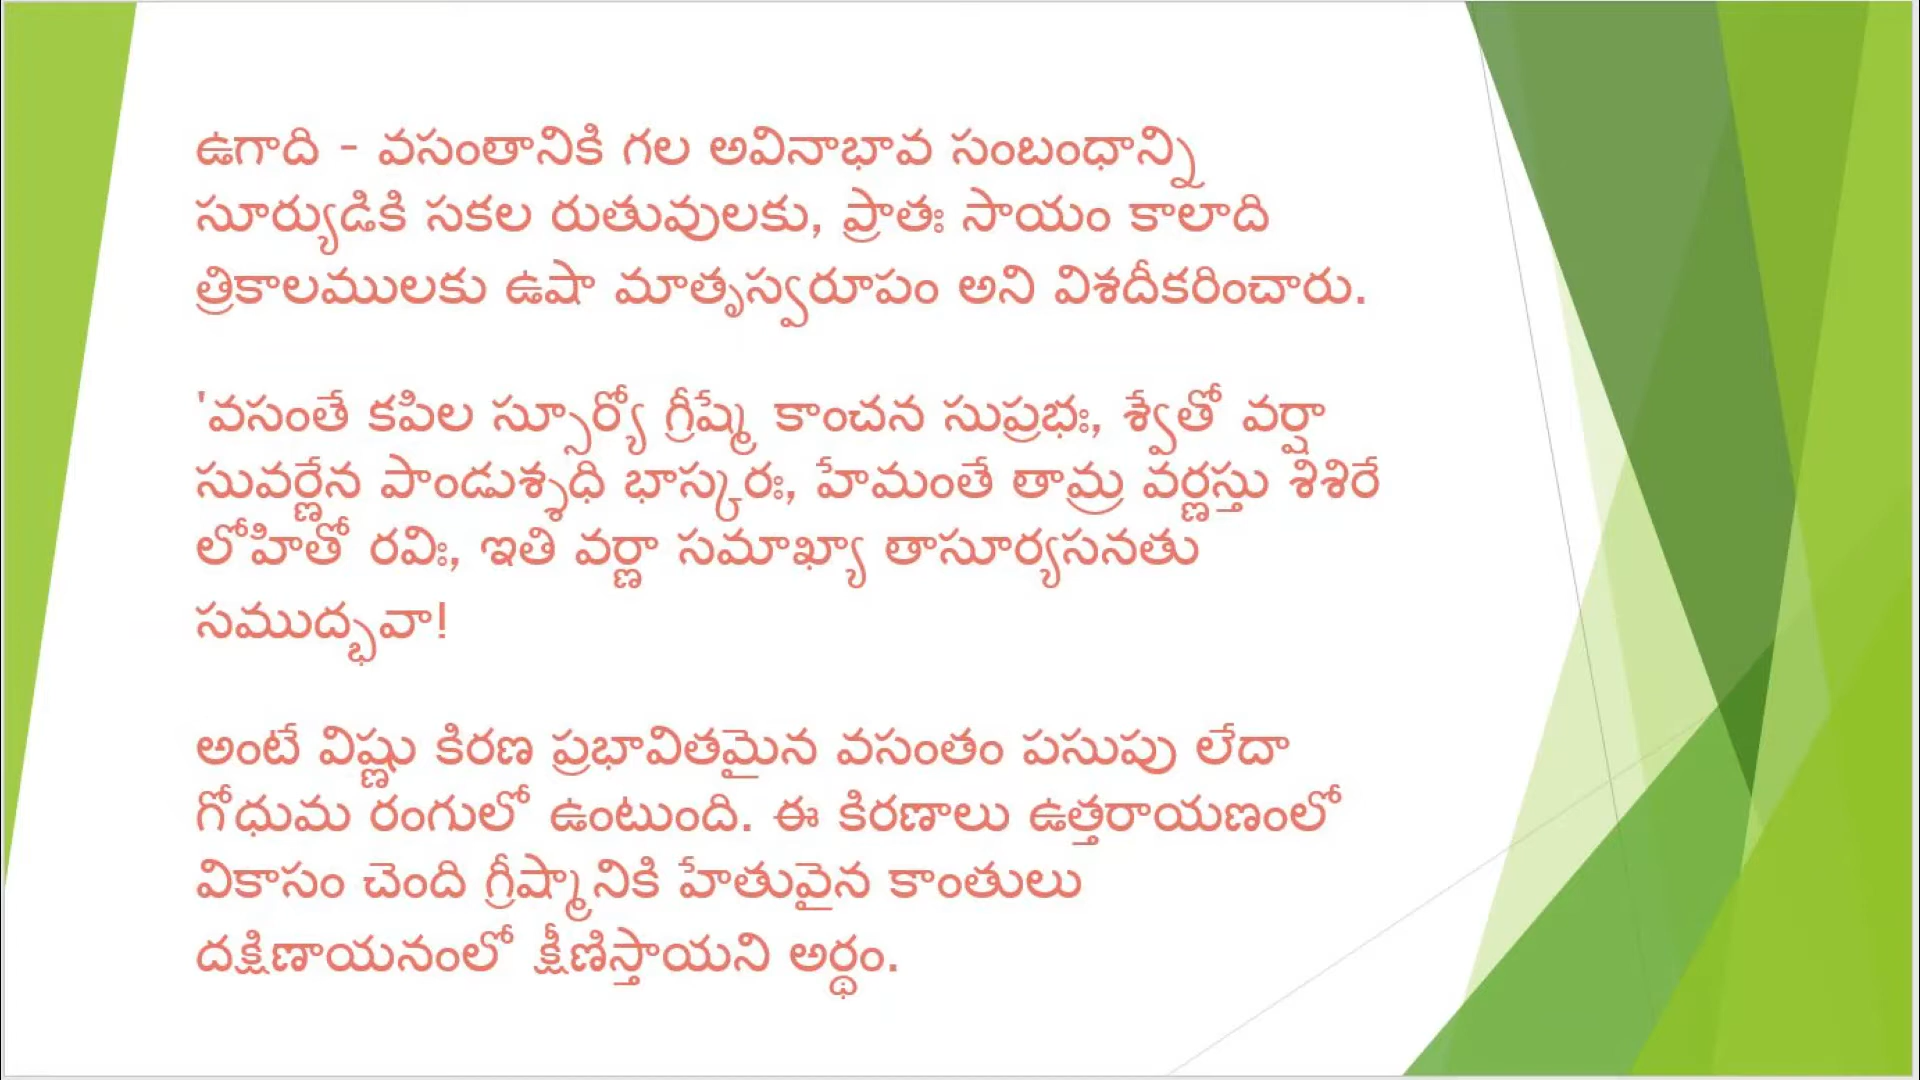 ఉగాది - వసంతానికి గల అవినాభావ సంబంధాన్ని
సూర్యుడికి సకల రుతువులకు, ప్రాతః సాయం కాలాది
త్రికాలములకు ఉషా మాతృస్వరూపం అని విశదీకరించారు.
'వసంతే కపిల స్సూర్యో గ్రీష్మే కాంచన సుప్రభః, శ్వేతో వర్షా
సువర్ణేన పాండుశ్శధి భాస్కరః, హేమంతే తామ్ర వర్ణస్తు శిశిరే
లోహితో రవిః, ఇతి వర్ణా సమాఖ్యా తాసూర్యసనతు
సముద్భవా!
అంటే విష్ణు కిరణ ప్రభావితమైన వసంతం పసుపు లేదా
గోధుమ రంగులో ఉంటుంది. ఈ కిరణాలు ఉత్తరాయణంలో
వికాసం చెంది గ్రీష్మానికి హేతువైన కాంతులు
దక్షిణాయనంలో క్షీణిస్తాయని అర్థం.